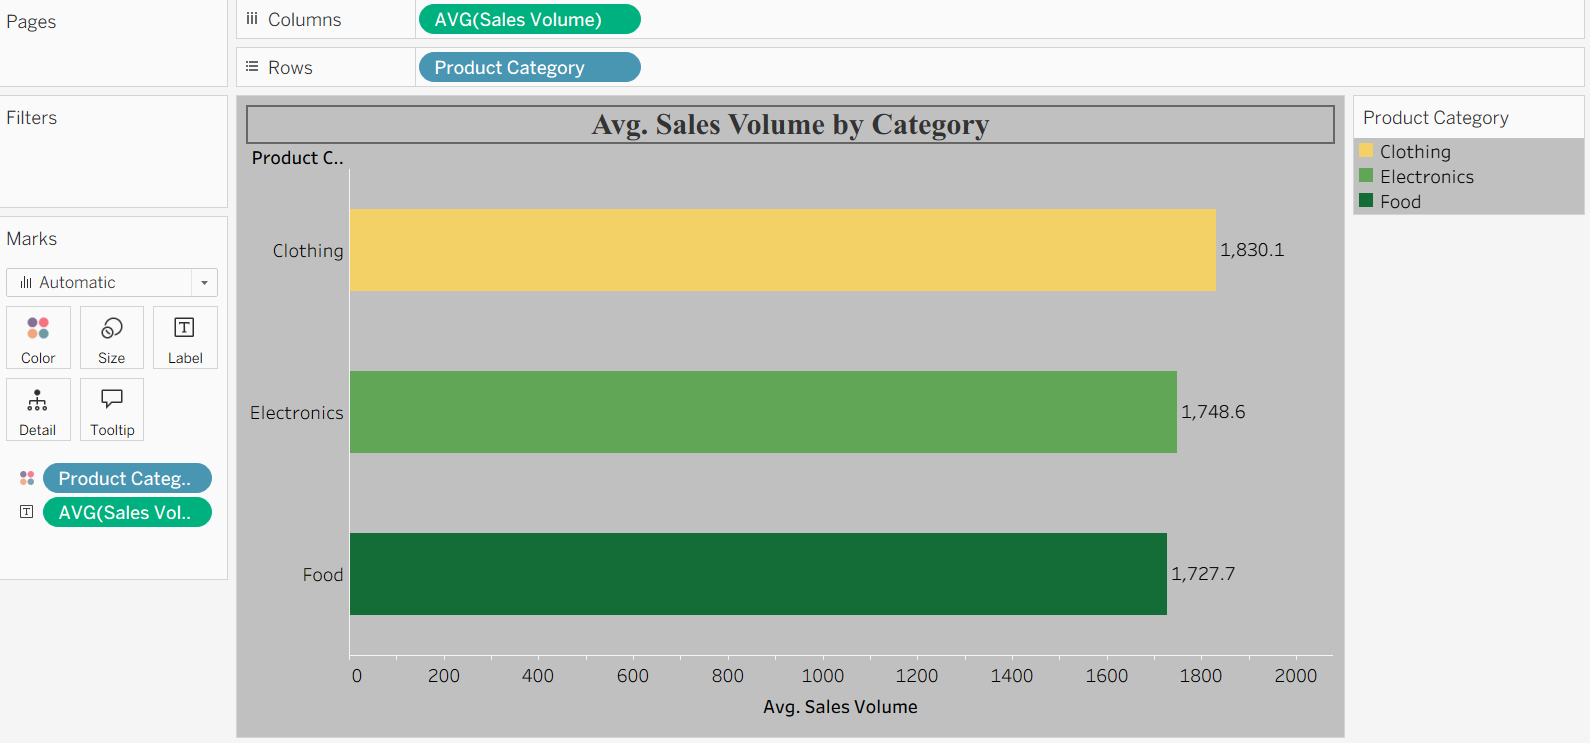 Pages
Columns
AVG(Sales Volume)
Rows
Product Category
Filters
Marks
Automatic
Color
Size
Label
Detail
Tooltip
Product Categ..
AVG(Sales Vol..
Avg. Sales Volume by Category
Product C..
Clothing
1,830.1
Electronics
1,748.6
Food
1,727.7
0 200 400 600 800 1000 1200 1400 1600 1800 2000
Avg. Sales Volume
Product Category
Clothing
Electronics
Food